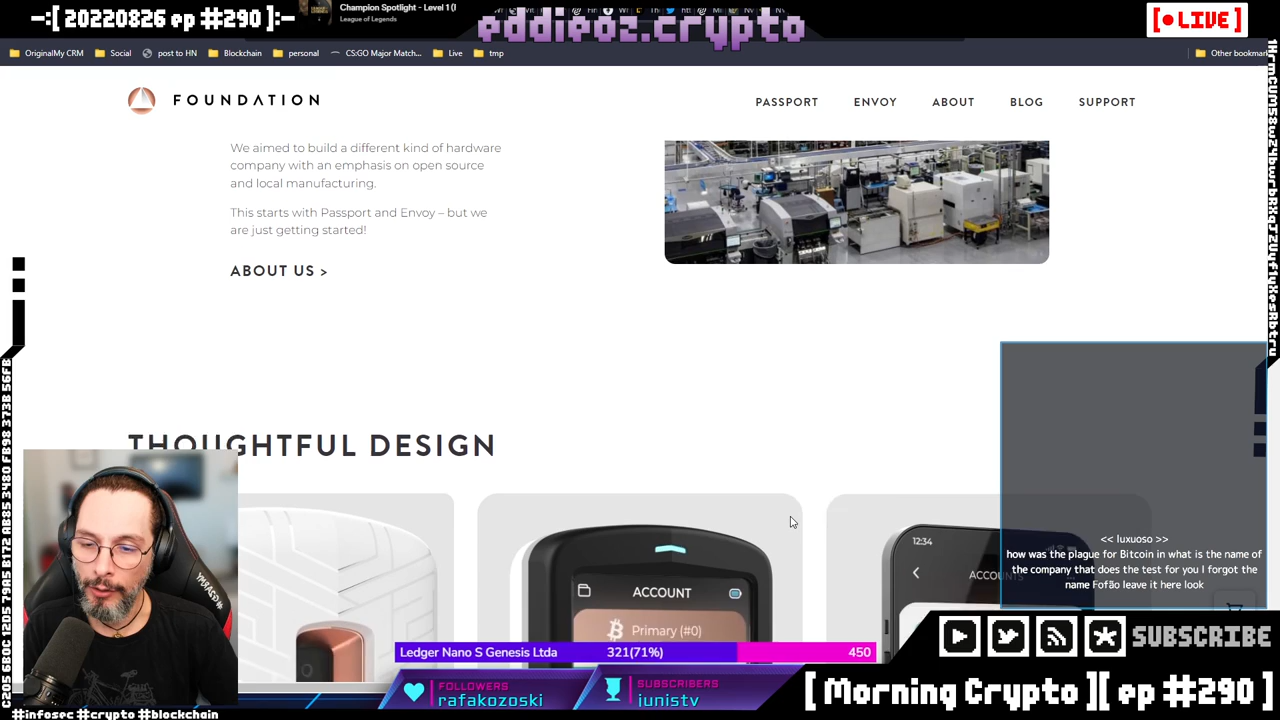 -:[ 20220826 ep #290 ]:-
Champion Spotlight - Level 1 (
League of Legends
eddieoz.crypto
[ ● LIVE ]
OriginalMy CRM
Social
post to HN
Blockchain
personal
CS:GO Major Match...
Live
tmp
Other bookmar
FOUNDATION
PASSPORT
ENVOY
ABOUT
BLOG
SUPPORT
We aimed to build a different kind of hardware
company with an emphasis on open source
and local manufacturing.
This starts with Passport and Envoy – but we
are just getting started!
ABOUT US >
THOUGHTFUL DESIGN
ACCOUNT
Primary (#0)
12:34
ACCOUNTS
<< luxuoso >>
how was the plague for Bitcoin in what is the name of
the company that does the test for you I forgot the
name Fofão leave it here look
Ledger Nano S Genesis Ltda
321(71%)
450
FOLLOWERS
rafakozoski
SUBSCRIBERS
iunistv
SUBSCRIBE
[ Morning Crypto ][ ep #290 ]
#infosec #crypto #blockchain